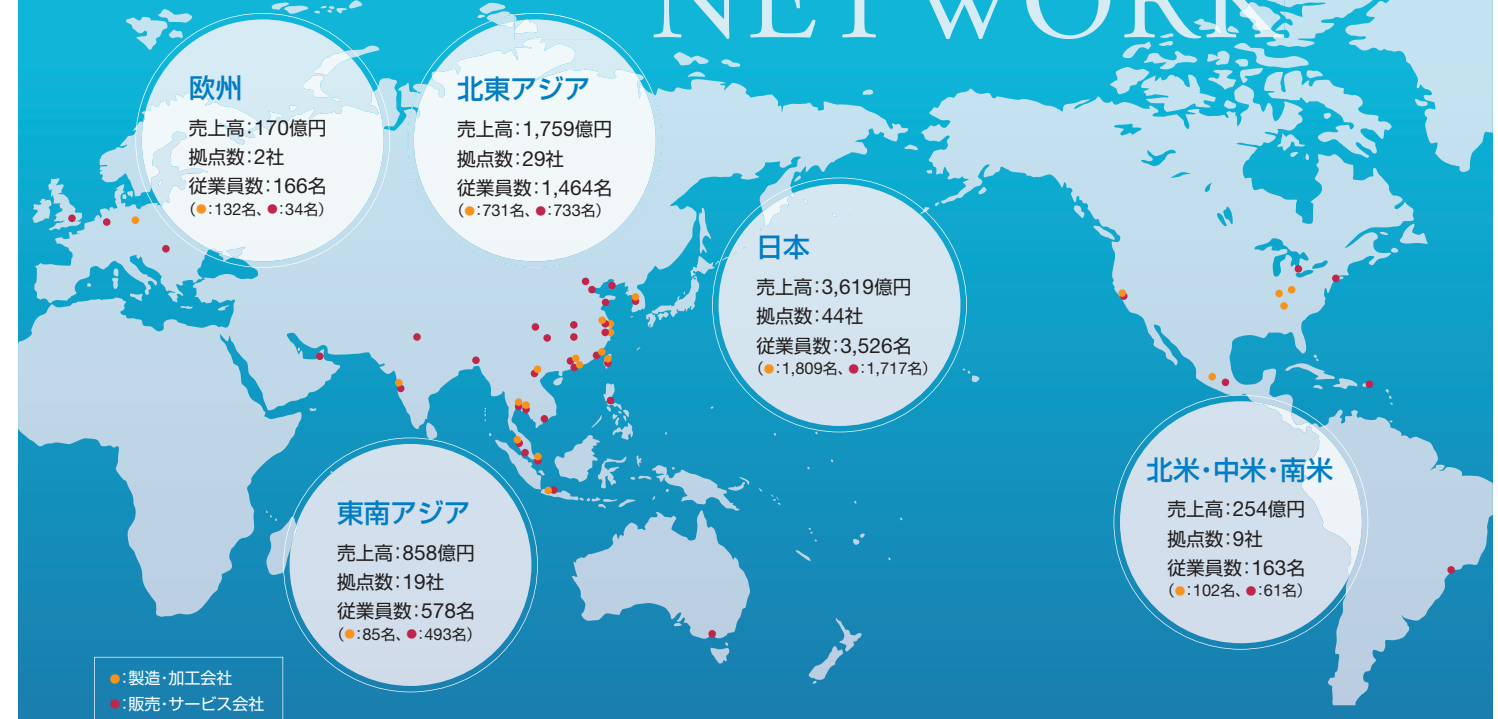 NETWORK
欧州
売上高:170億円
拠点数:2社
従業員数:166名
(●:132名、●:34名)
北東アジア
売上高:1,759億円
拠点数:29社
従業員数:1,464名
(●:731名、●:733名)
日本
売上高:3,619億円
拠点数:44社
従業員数:3,526名
(●:1,809名、●:1,717名)
東南アジア
売上高:858億円
拠点数:19社
従業員数:578名
(●:85名、●:493名)
北米・中米・南米
売上高:254億円
拠点数:9社
従業員数:163名
(●:102名、●:61名)
●:製造・加工会社
●:販売・サービス会社